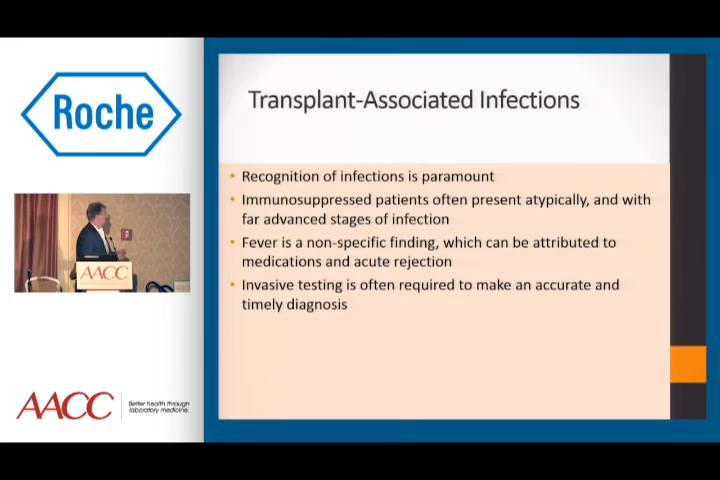 Roche
Transplant-Associated Infections
• Recognition of infections is paramount
• Immunosuppressed patients often present atypically, and with
far advanced stages of infection
• Fever is a non-specific finding, which can be attributed to
medications and acute rejection
• Invasive testing is often required to make an accurate and
timely diagnosis
AACC
AACC
Better health through
laboratory medicine.